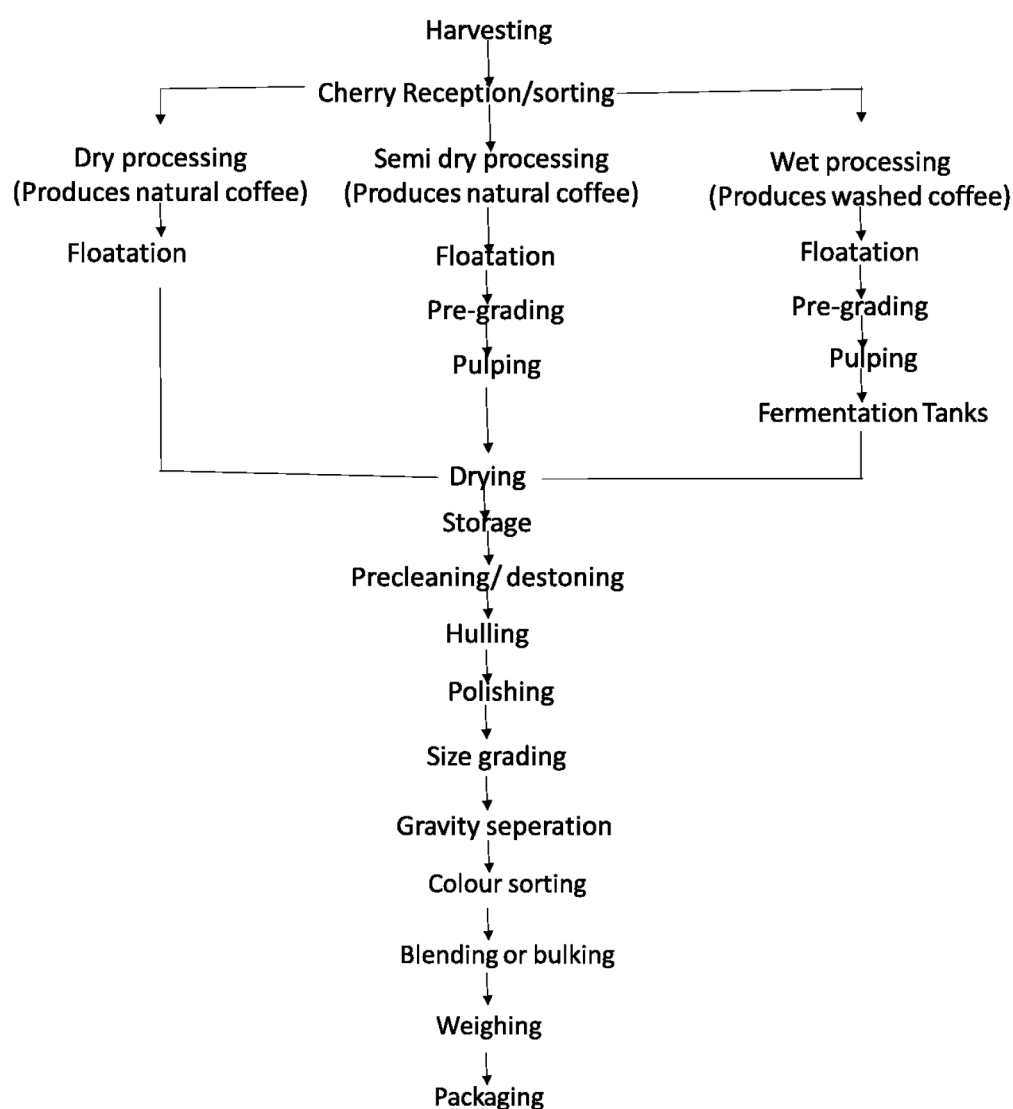 Harvesting
Cherry Reception/sorting
Dry processing
(Produces natural coffee)
Floatation
Semi dry processing
(Produces natural coffee)
Floatation
Pre-grading
Pulping
Wet processing
(Produces washed coffee)
Floatation
Pre-grading
Pulping
Fermentation Tanks
Drying
Storage
Precleaning/ destoning
Hulling
Polishing
Size grading
Gravity seperation
Colour sorting
Blending or bulking
Weighing
Packaging